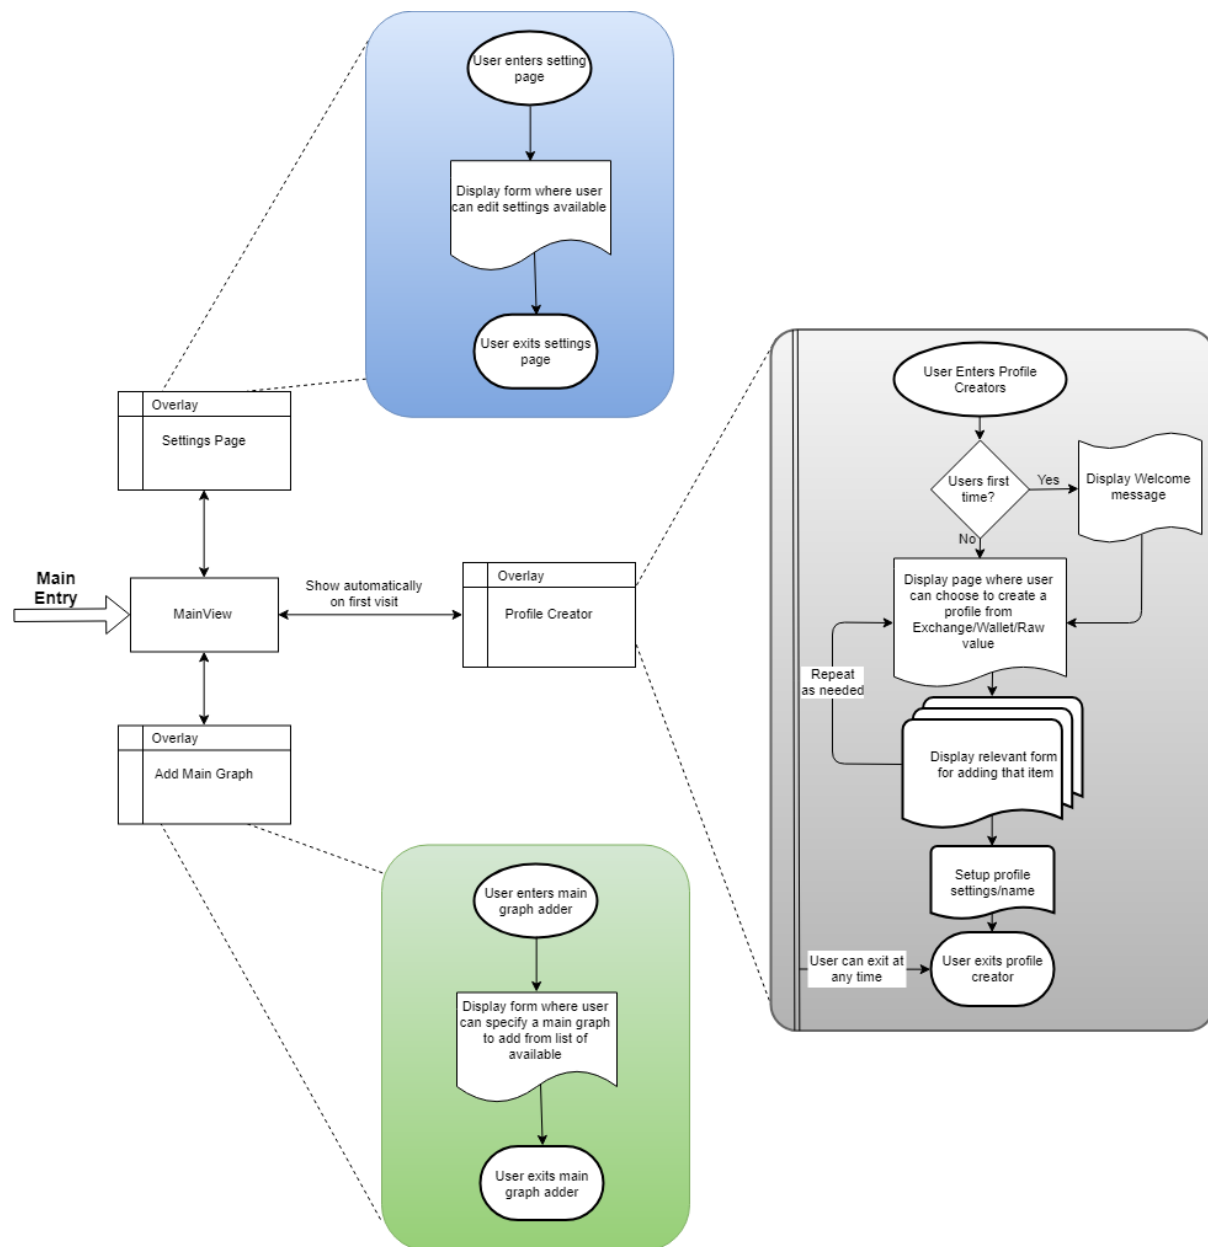 User enters setting
page
Display form where user
can edit settings available
User exits settings
page
Overlay
Settings Page
Main
Entry
MainView
Show automatically
on first visit
Overlay
Profile Creator
Overlay
Add Main Graph
User enters main
graph adder
Display form where user
can specify a main graph
to add from list of
available
User exits main
graph adder
User Enters Profile
Creators
Users first
time?
Yes
Display Welcome
message
No
Display page where user
can choose to create a
profile from
Exchange/Wallet/Raw
value
Repeat
as needed
Display relevant form
for adding that item
Setup profile
settings/name
User can exit at
any time
User exits profile
creator